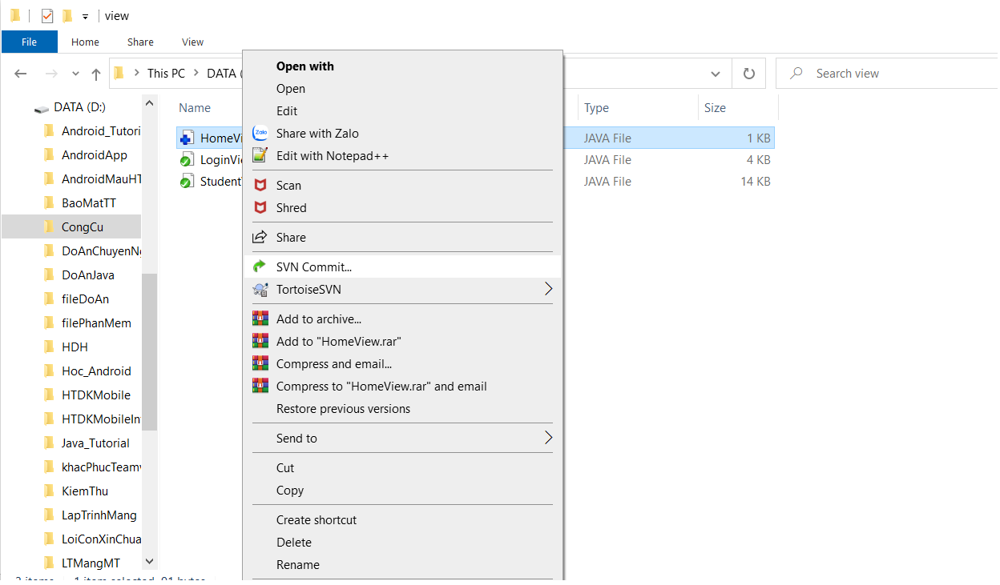 view
File Home Share View
This PC DATA (
Search view
DATA (D:)
Android_Tutori
AndroidApp
AndroidMauHT
BaoMatTT
CongCu
DoAnChuyenNg
DoAnJava
fileDoAn
filePhanMem
HDH
Hoc_Android
HTDKMobile
HTDKMobileIn
Java_Tutorial
khacPhucTeamv
KiemThu
LapTrinhMang
LoiConXinChua
LTMangMT
Name Type Size
HomeVi JAVA File 1 KB
LoginVie JAVA File 4 KB
Student JAVA File 14 KB
Open with
Open
Edit
Zalo
Share with Zalo
Edit with Notepad++
Scan
Shred
Share
SVN Commit...
TortoiseSVN
Add to archive...
Add to "HomeView.rar"
Compress and email...
Compress to "HomeView.rar" and email
Restore previous versions
Send to
Cut
Copy
Create shortcut
Delete
Rename
3 items 1 item selected 91 bytes